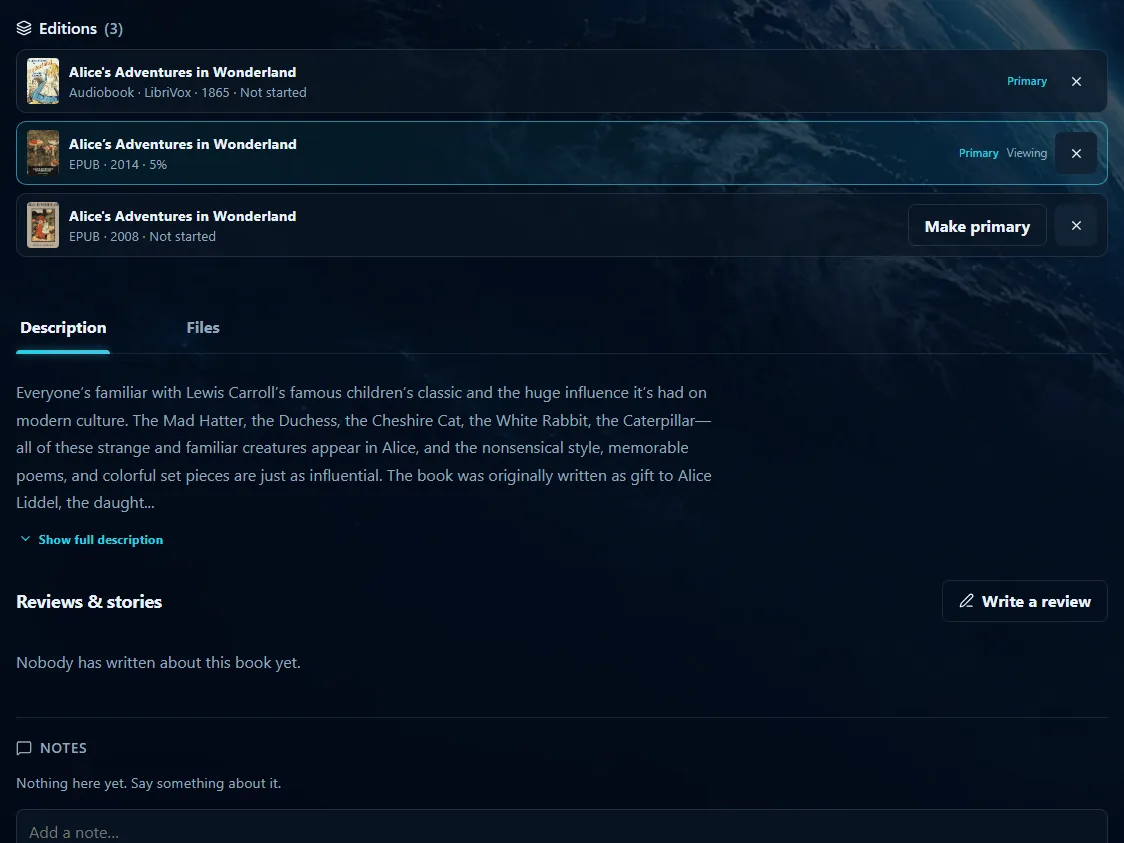 Editions (3)
Alice's Adventures in Wonderland
Audiobook · LibriVox · 1865 · Not started
Primary
Alice's Adventures in Wonderland
EPUB · 2014 · 5%
Primary Viewing
Alice's Adventures in Wonderland
EPUB · 2008 · Not started
Make primary
Description
Files
Everyone’s familiar with Lewis Carroll’s famous children’s classic and the huge influence it’s had on
modern culture. The Mad Hatter, the Duchess, the Cheshire Cat, the White Rabbit, the Caterpillar—
all of these strange and familiar creatures appear in Alice, and the nonsensical style, memorable
poems, and colorful set pieces are just as influential. The book was originally written as gift to Alice
Liddel, the daught...
Show full description
Reviews & stories
Write a review
Nobody has written about this book yet.
NOTES
Nothing here yet. Say something about it.
Add a note...